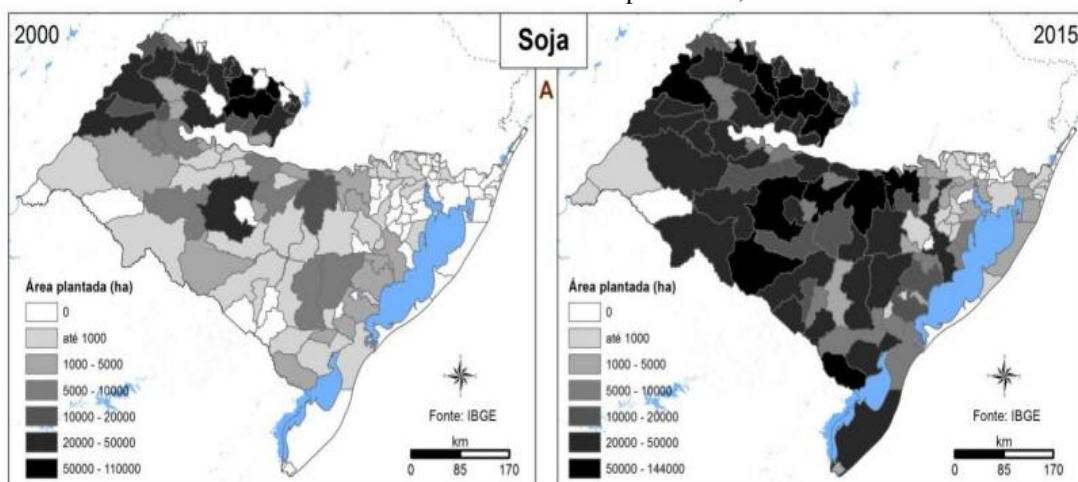 2000
Soja
2015
A
Área plantada (ha)
0
até 1000
1000 - 5000
5000 - 10000
10000 - 20000
20000 - 50000
50000 - 110000
Fonte: IBGE
km
0 85 170
Área plantada (ha)
0
até 1000
1000 - 5000
5000 - 10000
10000 - 20000
20000 - 50000
50000 - 144000
Fonte: IBGE
km
0 85 170